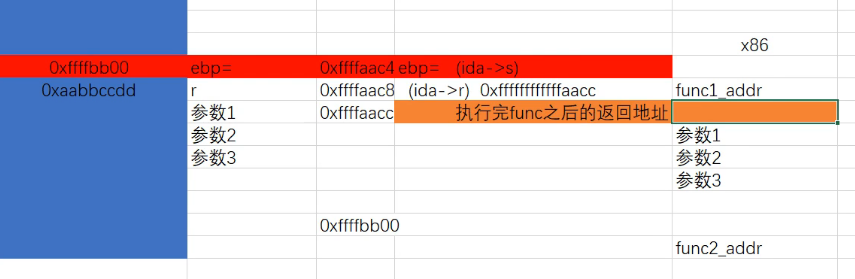 x86
0xffffbb00 ebp= 0xffffaac4 ebp= (ida->s)
0xaabbccdd r 0xffffaac8 (ida->r) 0xffffffffffffaacc func1_addr
参数1 0xffffaacc 执行完func之后的返回地址
参数2 参数1
参数3 参数2
参数3
0xffffbb00
func2_addr